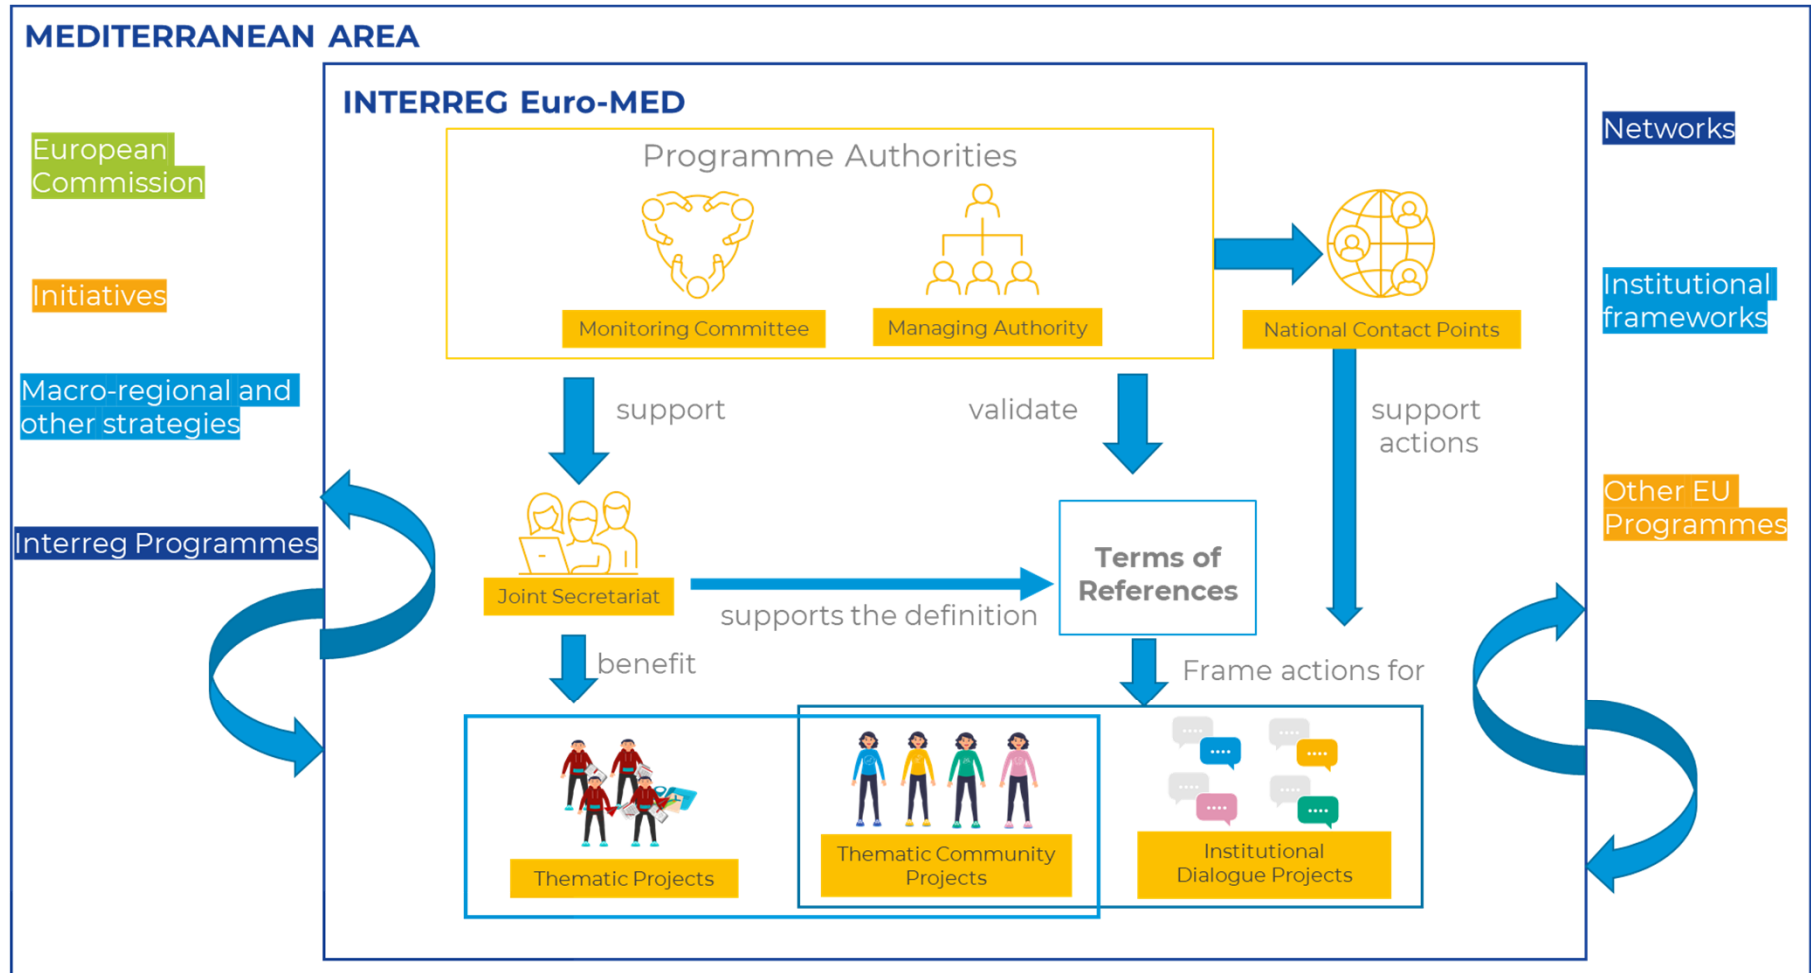 MEDITERRANEAN AREA
INTERREG Euro-MED
European
Commission
Initiatives
Macro-regional and
other strategies
Interreg Programmes
Programme Authorities
Monitoring Committee
Managing Authority
National Contact Points
support
validate
support
actions
Joint Secretariat
supports the definition
Terms of
References
benefit
Frame actions for
Thematic Projects
Thematic Community
Projects
Institutional
Dialogue Projects
Networks
Institutional
frameworks
Other EU
Programmes